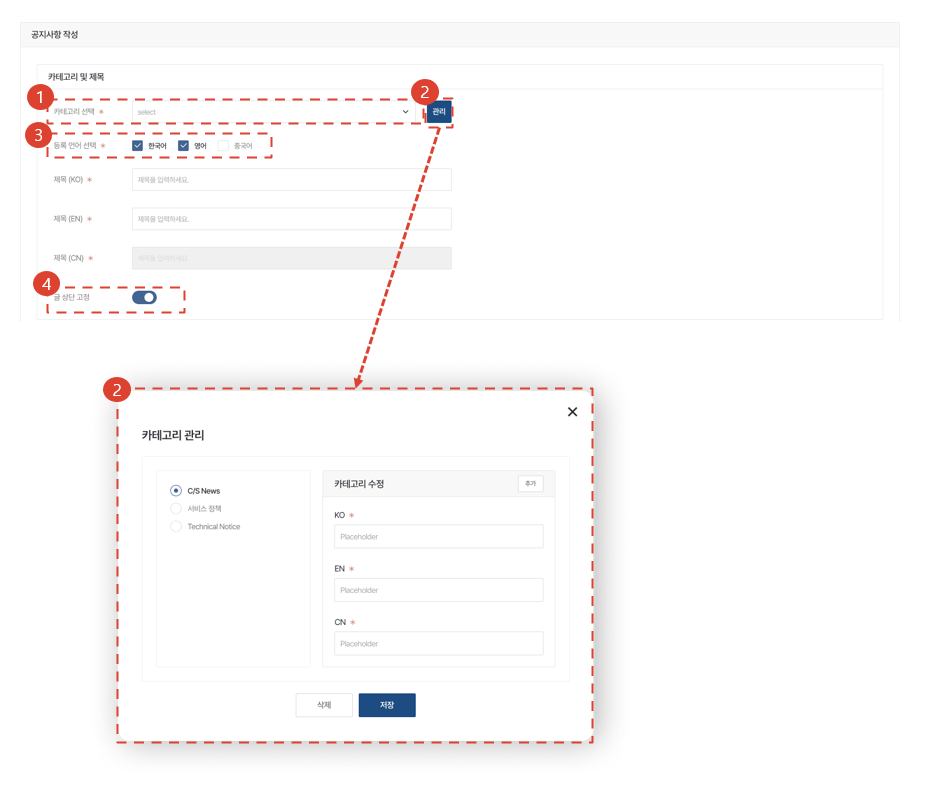 공지사항 작성
카테고리 및 제목
1
2
카테고리 선택 *
select
관리
3
등록 언어 선택 *
한국어
영어
중국어
제목 (KO) *
제목을 입력하세요.
제목 (EN) *
제목을 입력하세요.
제목 (CN) *
제목을 입력하세요.
4
글 상단 고정
2
카테고리 관리
C/S News
서비스 정책
Technical Notice
카테고리 수정
추가
KO *
Placeholder
EN *
Placeholder
CN *
Placeholder
삭제
저장